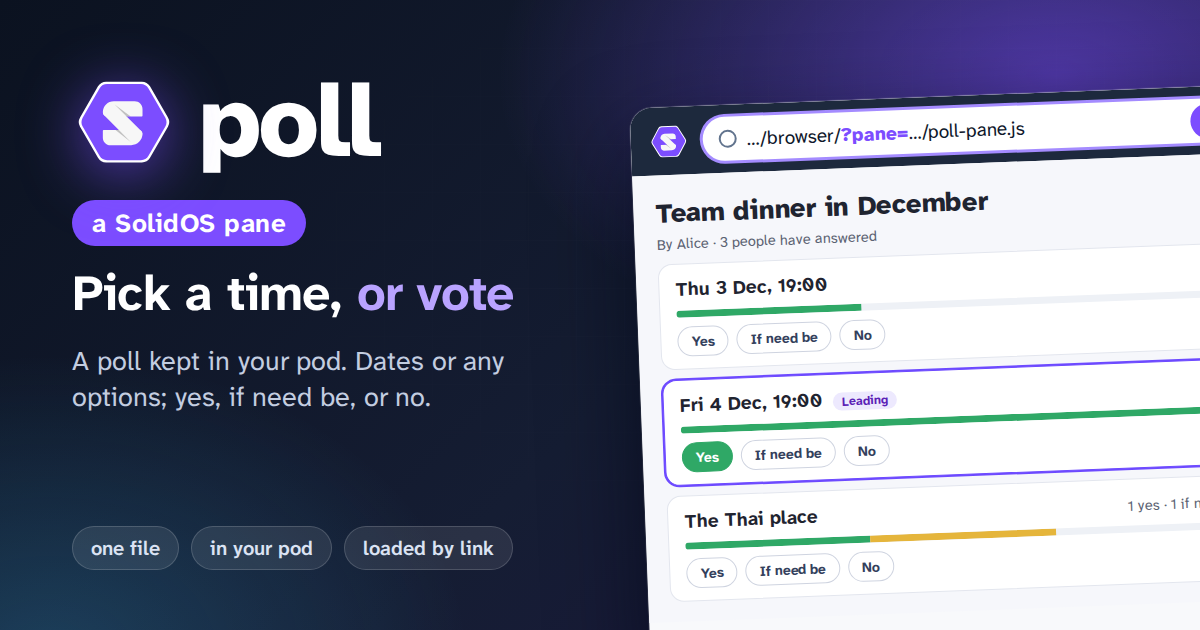 poll
a SolidOS pane
Pick a time, or vote
A poll kept in your pod. Dates or any
options; yes, if need be, or no.
one file
in your pod
loaded by link
.../browser/?pane=.../poll-pane.js
Team dinner in December
By Alice · 3 people have answered
Thu 3 Dec, 19:00
Yes
If need be
No
Fri 4 Dec, 19:00
Leading
Yes
If need be
No
The Thai place
1 yes · 1 if
Yes
If need be
No